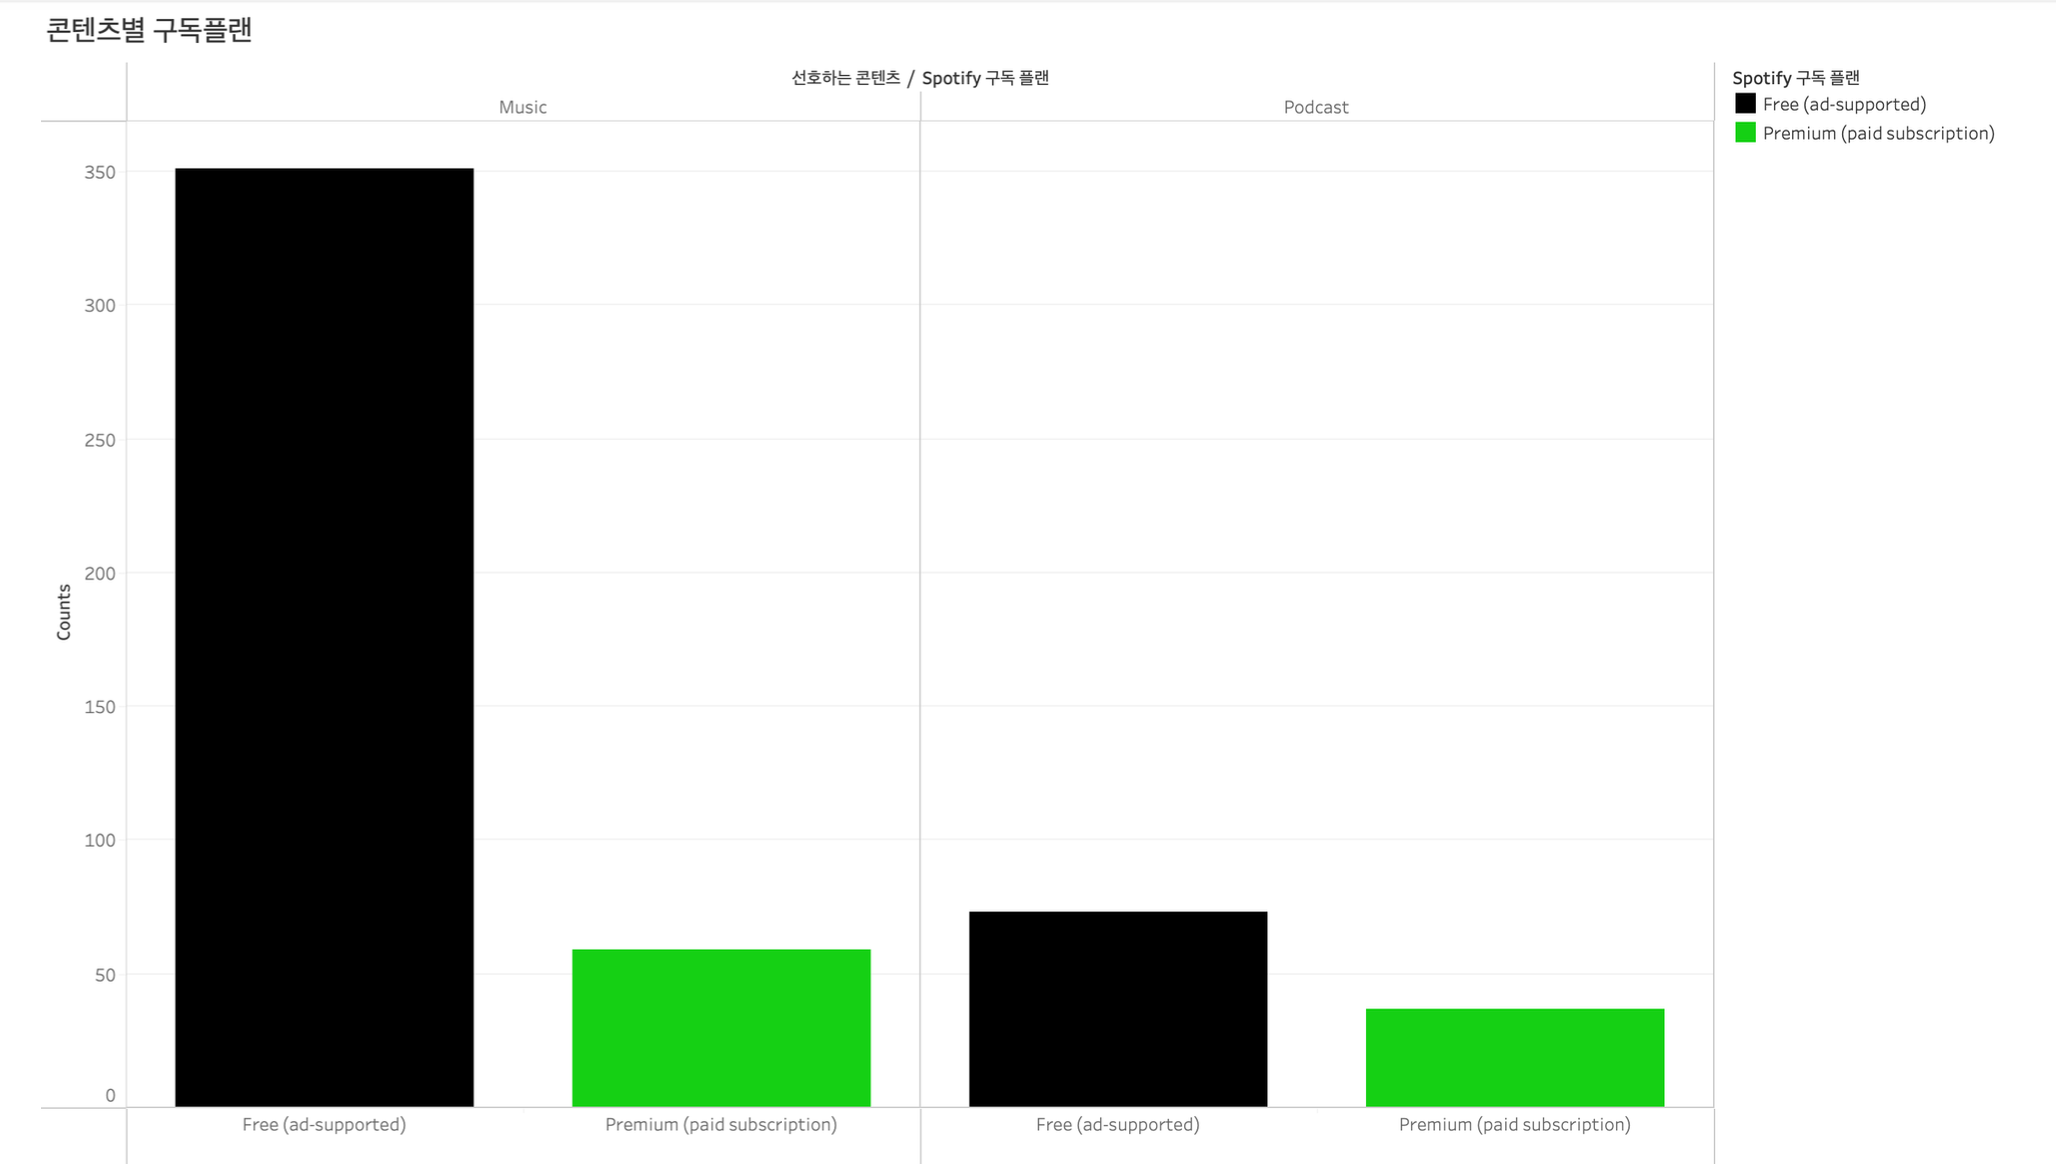 콘텐츠별 구독플랜
선호하는 콘텐츠 / Spotify 구독 플랜
Music
Podcast
Spotify 구독 플랜
Free (ad-supported)
Premium (paid subscription)
350
300
250
200
150
100
50
0
Counts
Free (ad-supported)
Premium (paid subscription)
Free (ad-supported)
Premium (paid subscription)